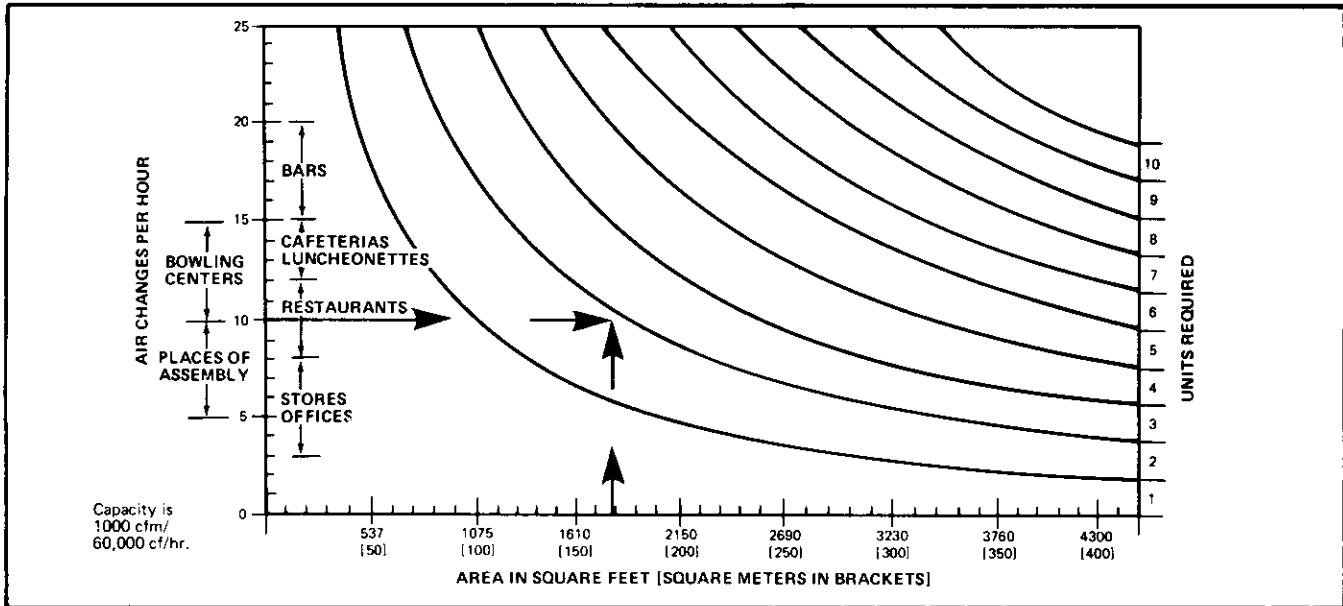 25
20
15
10
5
0
AIR CHANGES PER HOUR
BOWLING
CENTERS
PLACES OF
ASSEMBLY
BARS
CAFETERIAS
LUNCHEONETTES
RESTAURANTS
STORES
OFFICES
10
9
8
7
6
5
4
3
2
1
UNITS REQUIRED
Capacity is
1000 cfm/
60,000 cf/hr.
537 1075 1610 2150 2690 3230 3760 4300
[50] [100] [150] [200] [250] [300] [350] [400]
AREA IN SQUARE FEET [SQUARE METERS IN BRACKETS]